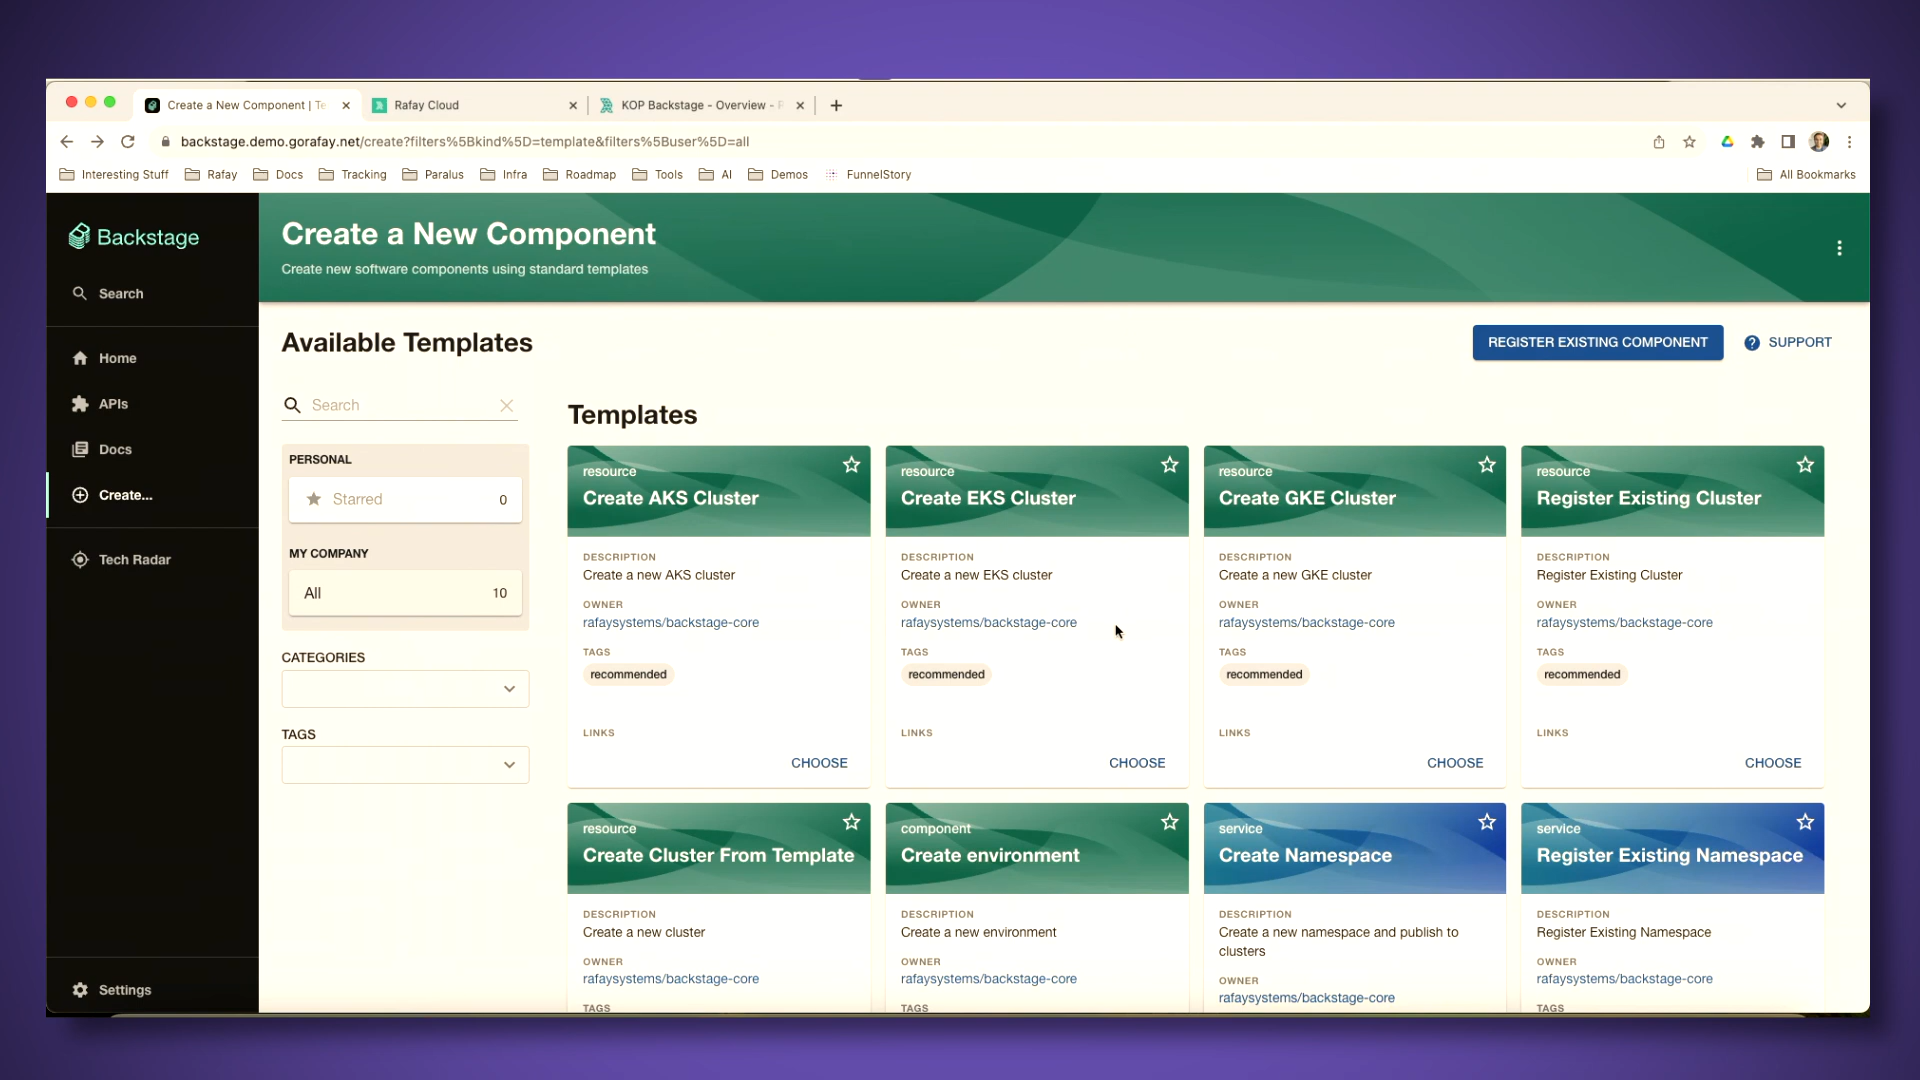 Create a New Component | Te
Rafay Cloud
KOP Backstage - Overview -
backstage.demo.gorafay.net/create?filters%5Bkind%5D=template&filters%5Buser%5D=all
Interesting Stuff
Rafay
Docs
Tracking
Paralus
Infra
Roadmap
Tools
AI
Demos
FunnelStory
All Bookmarks
Backstage
Search
Home
APIs
Docs
Create...
Tech Radar
Settings
Create a New Component
Create new software components using standard templates
Available Templates
REGISTER EXISTING COMPONENT
SUPPORT
Search
PERSONAL
Starred 0
MY COMPANY
All 10
CATEGORIES
TAGS
Templates
resource
Create AKS Cluster
DESCRIPTION
Create a new AKS cluster
OWNER
rafaysystems/backstage-core
TAGS
recommended
LINKS
CHOOSE
resource
Create EKS Cluster
DESCRIPTION
Create a new EKS cluster
OWNER
rafaysystems/backstage-core
TAGS
recommended
LINKS
CHOOSE
resource
Create GKE Cluster
DESCRIPTION
Create a new GKE cluster
OWNER
rafaysystems/backstage-core
TAGS
recommended
LINKS
CHOOSE
resource
Register Existing Cluster
DESCRIPTION
Register Existing Cluster
OWNER
rafaysystems/backstage-core
TAGS
recommended
LINKS
CHOOSE
resource
Create Cluster From Template
DESCRIPTION
Create a new cluster
OWNER
rafaysystems/backstage-core
TAGS
component
Create environment
DESCRIPTION
Create a new environment
OWNER
rafaysystems/backstage-core
TAGS
service
Create Namespace
DESCRIPTION
Create a new namespace and publish to
clusters
OWNER
rafaysystems/backstage-core
service
Register Existing Namespace
DESCRIPTION
Register Existing Namespace
OWNER
rafaysystems/backstage-core
TAGS